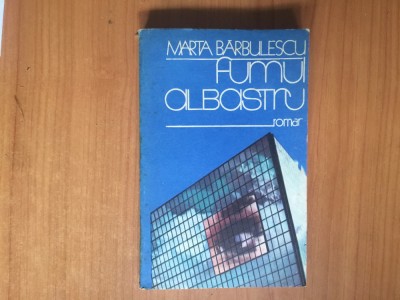 MARTA BĂRBULESCU
fumul
albastru
roman